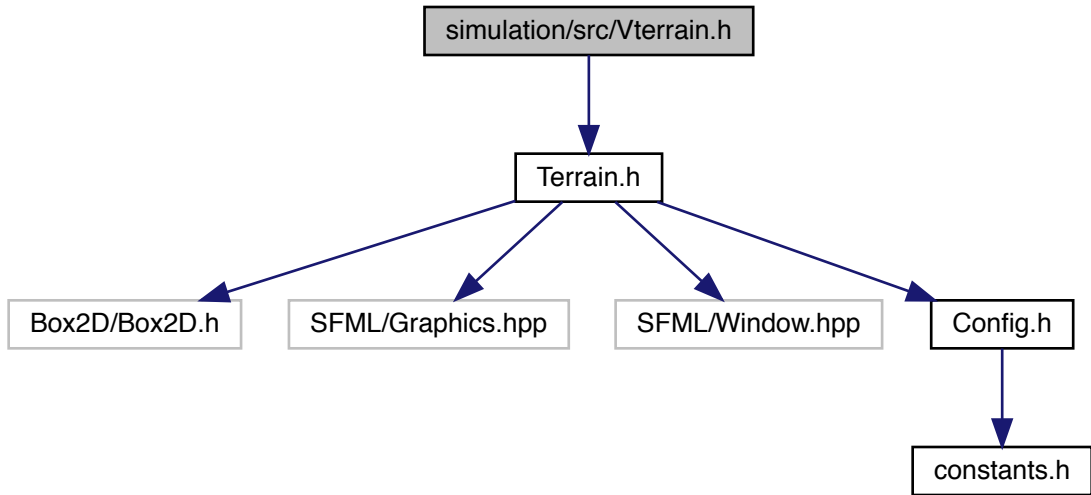 simulation/src/Vterrain.h
Terrain.h
Box2D/Box2D.h
SFML/Graphics.hpp
SFML/Window.hpp
Config.h
constants.h